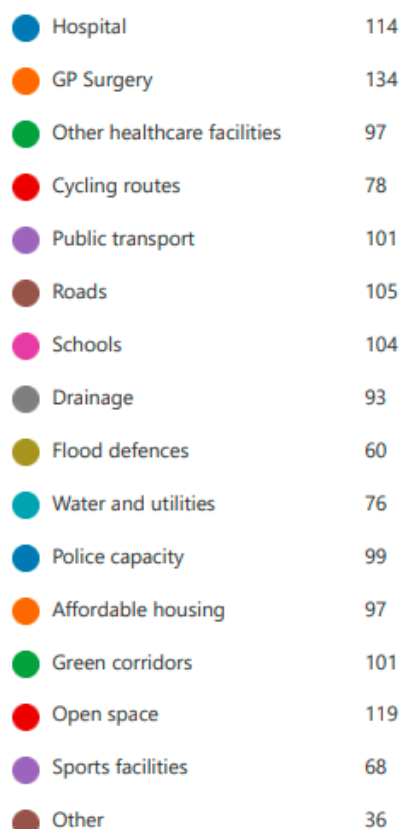 Hospital 114
GP Surgery 134
Other healthcare facilities 97
Cycling routes 78
Public transport 101
Roads 105
Schools 104
Drainage 93
Flood defences 60
Water and utilities 76
Police capacity 99
Affordable housing 97
Green corridors 101
Open space 119
Sports facilities 68
Other 36